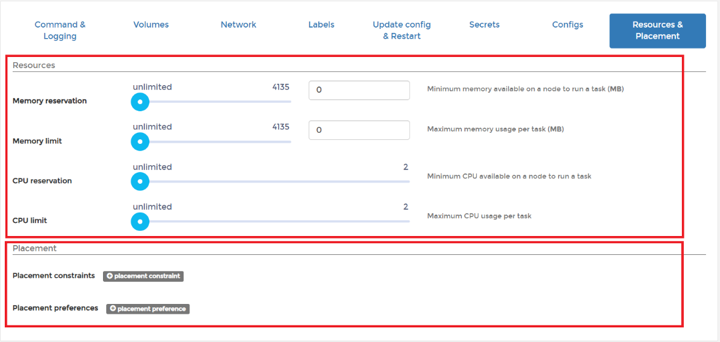 Command & Logging
Volumes
Network
Labels
Update config & Restart
Secrets
Configs
Resources & Placement
Resources
Memory reservation
unlimited 4135
0
Minimum memory available on a node to run a task (MB)
Memory limit
unlimited 4135
0
Maximum memory usage per task (MB)
CPU reservation
unlimited 2
Minimum CPU available on a node to run a task
CPU limit
unlimited 2
Maximum CPU usage per task
Placement
Placement constraints placement constraint
Placement preferences placement preference